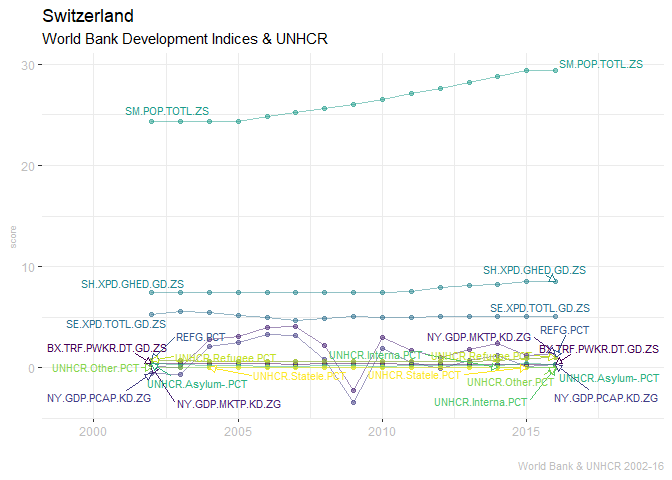 Switzerland
World Bank Development Indices & UNHCR
30
SM.POP.TOTL.ZS
SM.POP.TOTL.ZS
20
score
10
SH.XPD.GHED.GD.ZS
SH.XPD.GHED.GD.ZS
SE.XPD.TOTL.GD.ZS
SE.XPD.TOTL.GD.ZS
REFG.PCT
NY.GDP.MKTP.KD.ZG
REFG.PCT
BX.TRF.PWKR.DT.GD.ZS
UNHCR.Refugee.PCT
UNHCR.Interna.PCT
UNHCR.Refugee.PCT
BX.TRF.PWKR.DT.GD.ZS
0
UNHCR.Other.PCT
UNHCR.Asylum-.PCT
UNHCR.Statele.PCT
UNHCR.Statele.PCT
UNHCR.Other.PCT
UNHCR.Asylum-.PCT
NY.GDP.PCAP.KD.ZG
NY.GDP.MKTP.KD.ZG
UNHCR.Interna.PCT
NY.GDP.PCAP.KD.ZG
2000
2005
2010
2015
World Bank & UNHCR 2002-16